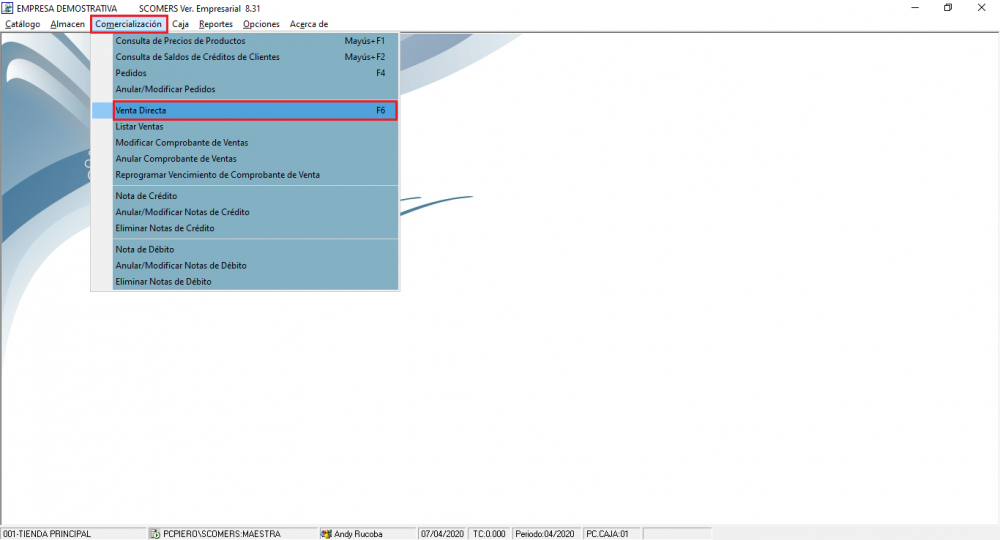 EMPRESA DEMOSTRATIVA SCOMERS Ver. Empresarial 8.31
Catálogo Almacen Comercialización Caja Reportes Opciones Acerca de
Consulta de Precios de Productos Mayús+F1
Consulta de Saldos de Créditos de Clientes Mayús+F2
Pedidos F4
Anular/Modificar Pedidos
Venta Directa F6
Listar Ventas
Modificar Comprobante de Ventas
Anular Comprobante de Ventas
Reprogramar Vencimiento de Comprobante de Venta
Nota de Crédito
Anular/Modificar Notas de Crédito
Eliminar Notas de Crédito
Nota de Débito
Anular/Modificar Notas de Débito
Eliminar Notas de Débito
001-TIENDA PRINCIPAL PCPIERO\SCOMERS:MAESTRA Andy Rucoba 07/04/2020 TC:0.000 Periodo:04/2020 PC.CAJA:01